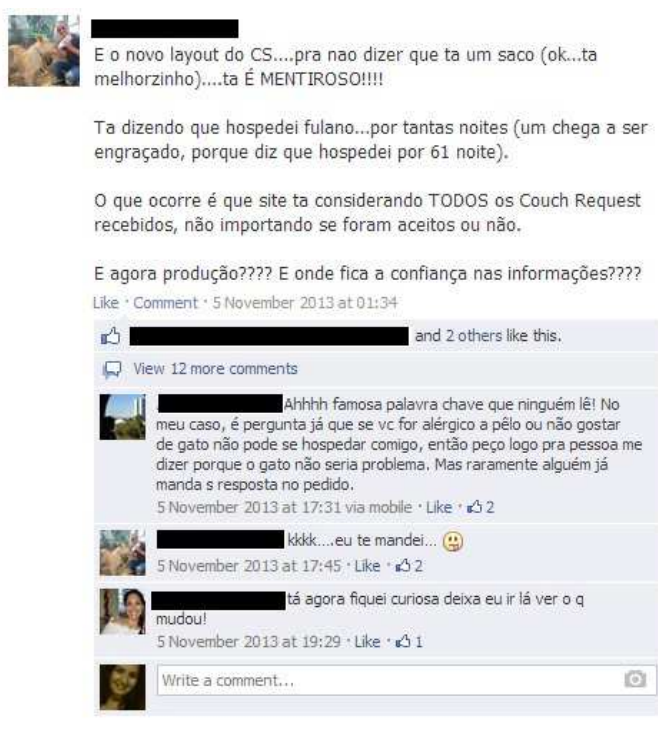 E o novo layout do CS....pra nao dizer que ta um saco (ok...ta
melhorzinho)....ta É MENTIROSO!!!!
Ta dizendo que hospedei fulano...por tantas noites (um chega a ser
engraçado, porque diz que hospedei por 61 noite).
O que ocorre é que site ta considerando TODOS os Couch Request
recebidos, não importando se foram aceitos ou não.
E agora produção???? E onde fica a confiança nas informações????
Like · Comment · 5 November 2013 at 01:34
and 2 others like this.
View 12 more comments
Ahhhh famosa palavra chave que ninguém lê! No
meu caso, é pergunta já que se vc for alérgico a pêlo ou não gostar
de gato não pode se hospedar comigo, então peço logo pra pessoa me
dizer porque o gato não seria problema. Mas raramente alguém já
manda s resposta no pedido.
5 November 2013 at 17:31 via mobile · Like · 2
kkkk....eu te mandei...
5 November 2013 at 17:45 · Like · 2
tá agora fiquei curiosa deixa eu ir lá ver o q
mudou!
5 November 2013 at 19:29 · Like · 1
Write a comment...